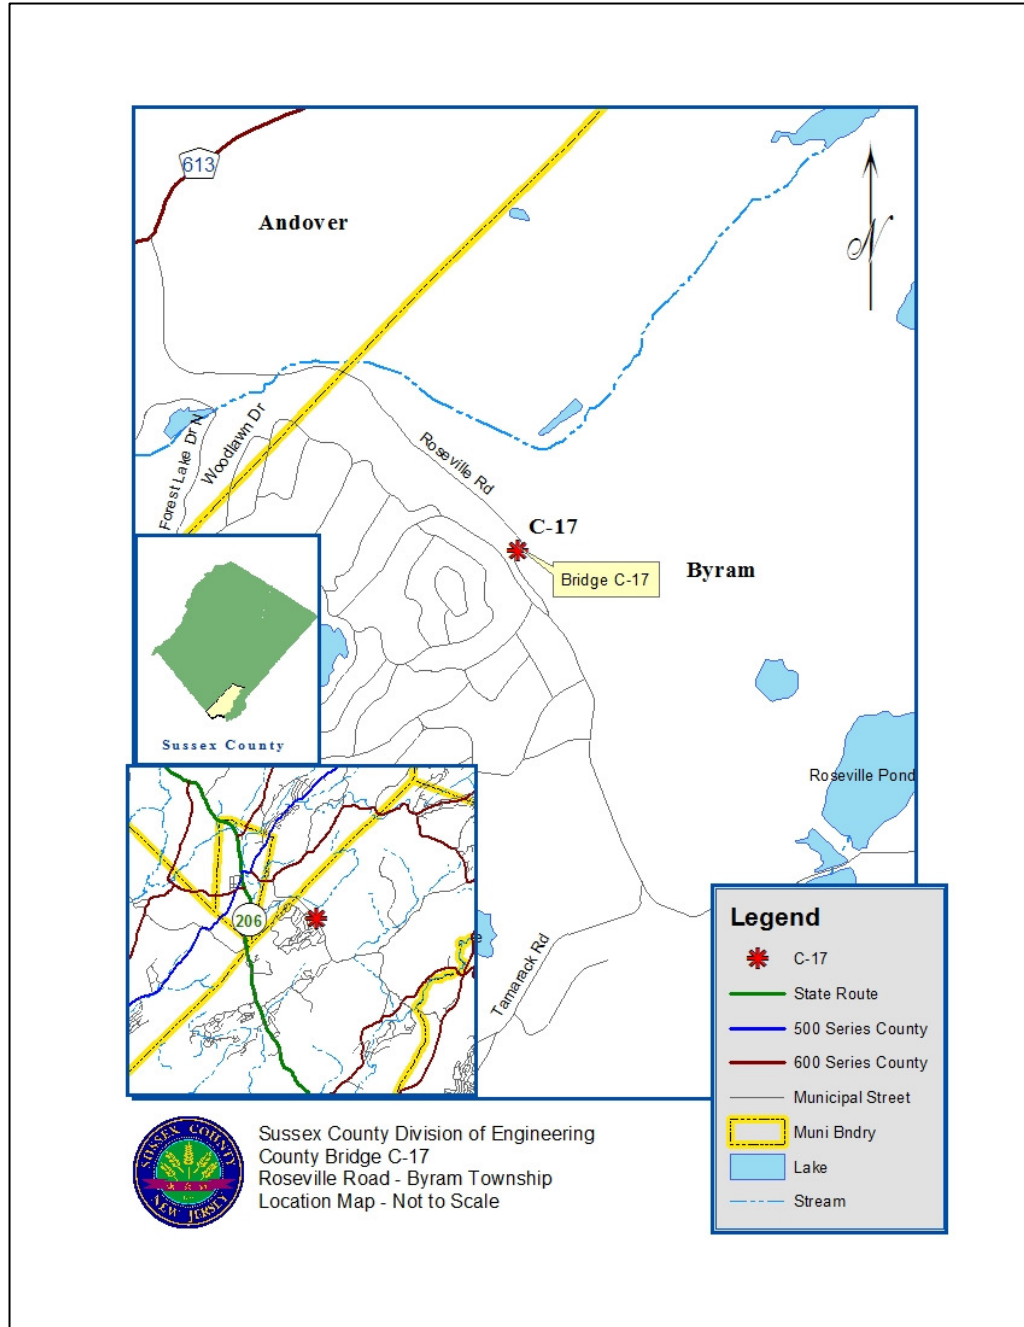 613
Andover
N
Forest Lake Dr N
Woodlawn Dr
Roseville Rd
C-17
Bridge C-17
Byram
Sussex County
Roseville Pond
206
e
Tamarack Rd
Legend
C-17
State Route
500 Series County
600 Series County
Municipal Street
Muni Bndry
Lake
Stream
SUSSEX COUNTY
NEW JERSEY
Sussex County Division of Engineering
County Bridge C-17
Roseville Road - Byram Township
Location Map - Not to Scale